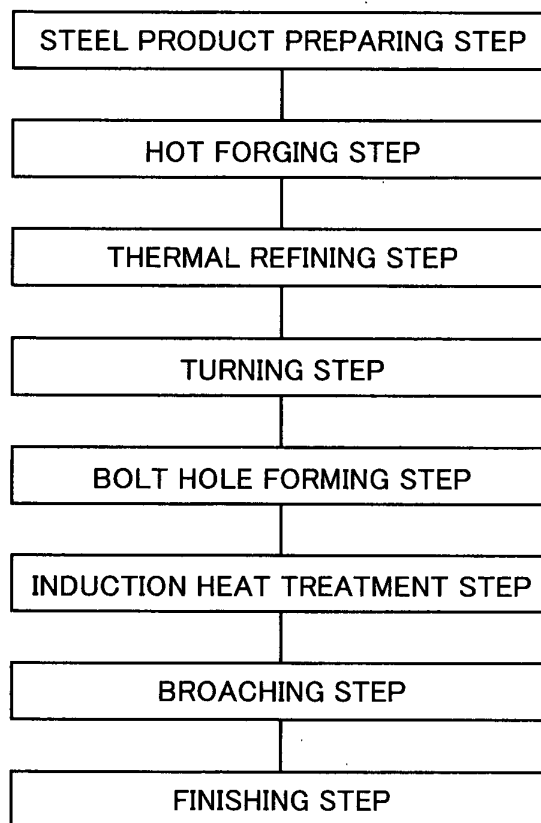 STEEL PRODUCT PREPARING STEP
HOT FORGING STEP
THERMAL REFINING STEP
TURNING STEP
BOLT HOLE FORMING STEP
INDUCTION HEAT TREATMENT STEP
BROACHING STEP
FINISHING STEP